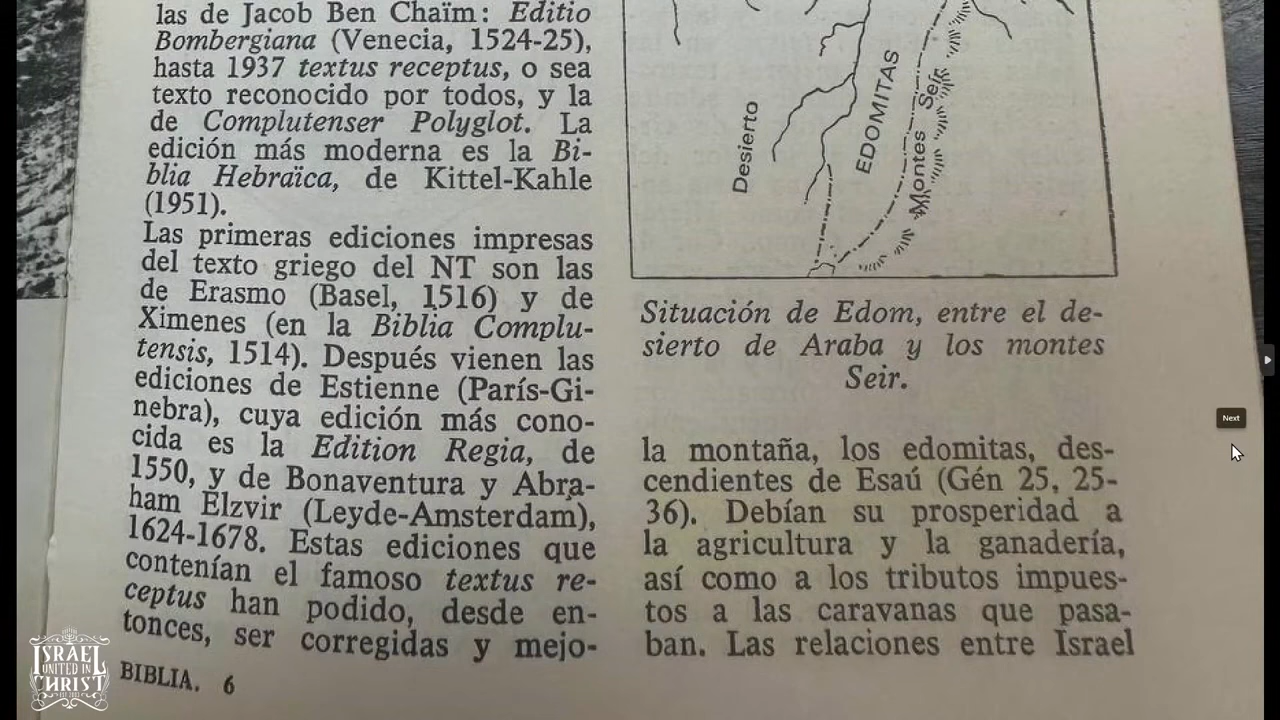 las de Jacob Ben Chaïm: Editio
Bombergiana (Venecia, 1524-25),
hasta 1937 textus receptus, o sea
texto reconocido por todos, y la
de Complutenser Polyglot. La
edición más moderna es la Bi-
blia Hebraïca, de Kittel-Kahle
(1951).
Las primeras ediciones impresas
del texto griego del NT son las
de Erasmo (Basel, 1516) y de
Ximenes (en la Biblia Complu-
tensis, 1514). Después vienen las
ediciones de Estienne (París-Gi-
nebra), cuya edición más cono-
cida es la Edition Regia, de
1550, y de Bonaventura y Abra-
ham Elzvir (Leyde-Amsterdam),
1624-1678. Estas ediciones que
contenían el famoso textus re-
ceptus han podido, desde en-
tonces, ser corregidas y mejo-
BIBLIA. 6
Desierto
EDOMITAS
Montes Seir
Situación de Edom, entre el de-
sierto de Araba y los montes
Seir.
la montaña, los edomitas, des-
cendientes de Esaú (Gén 25, 25-
36). Debían su prosperidad a
la agricultura y la ganadería,
así como a los tributos impues-
tos a las caravanas que pasa-
ban. Las relaciones entre Israel
Next
ISRAEL
UNITED IN
CHRIST